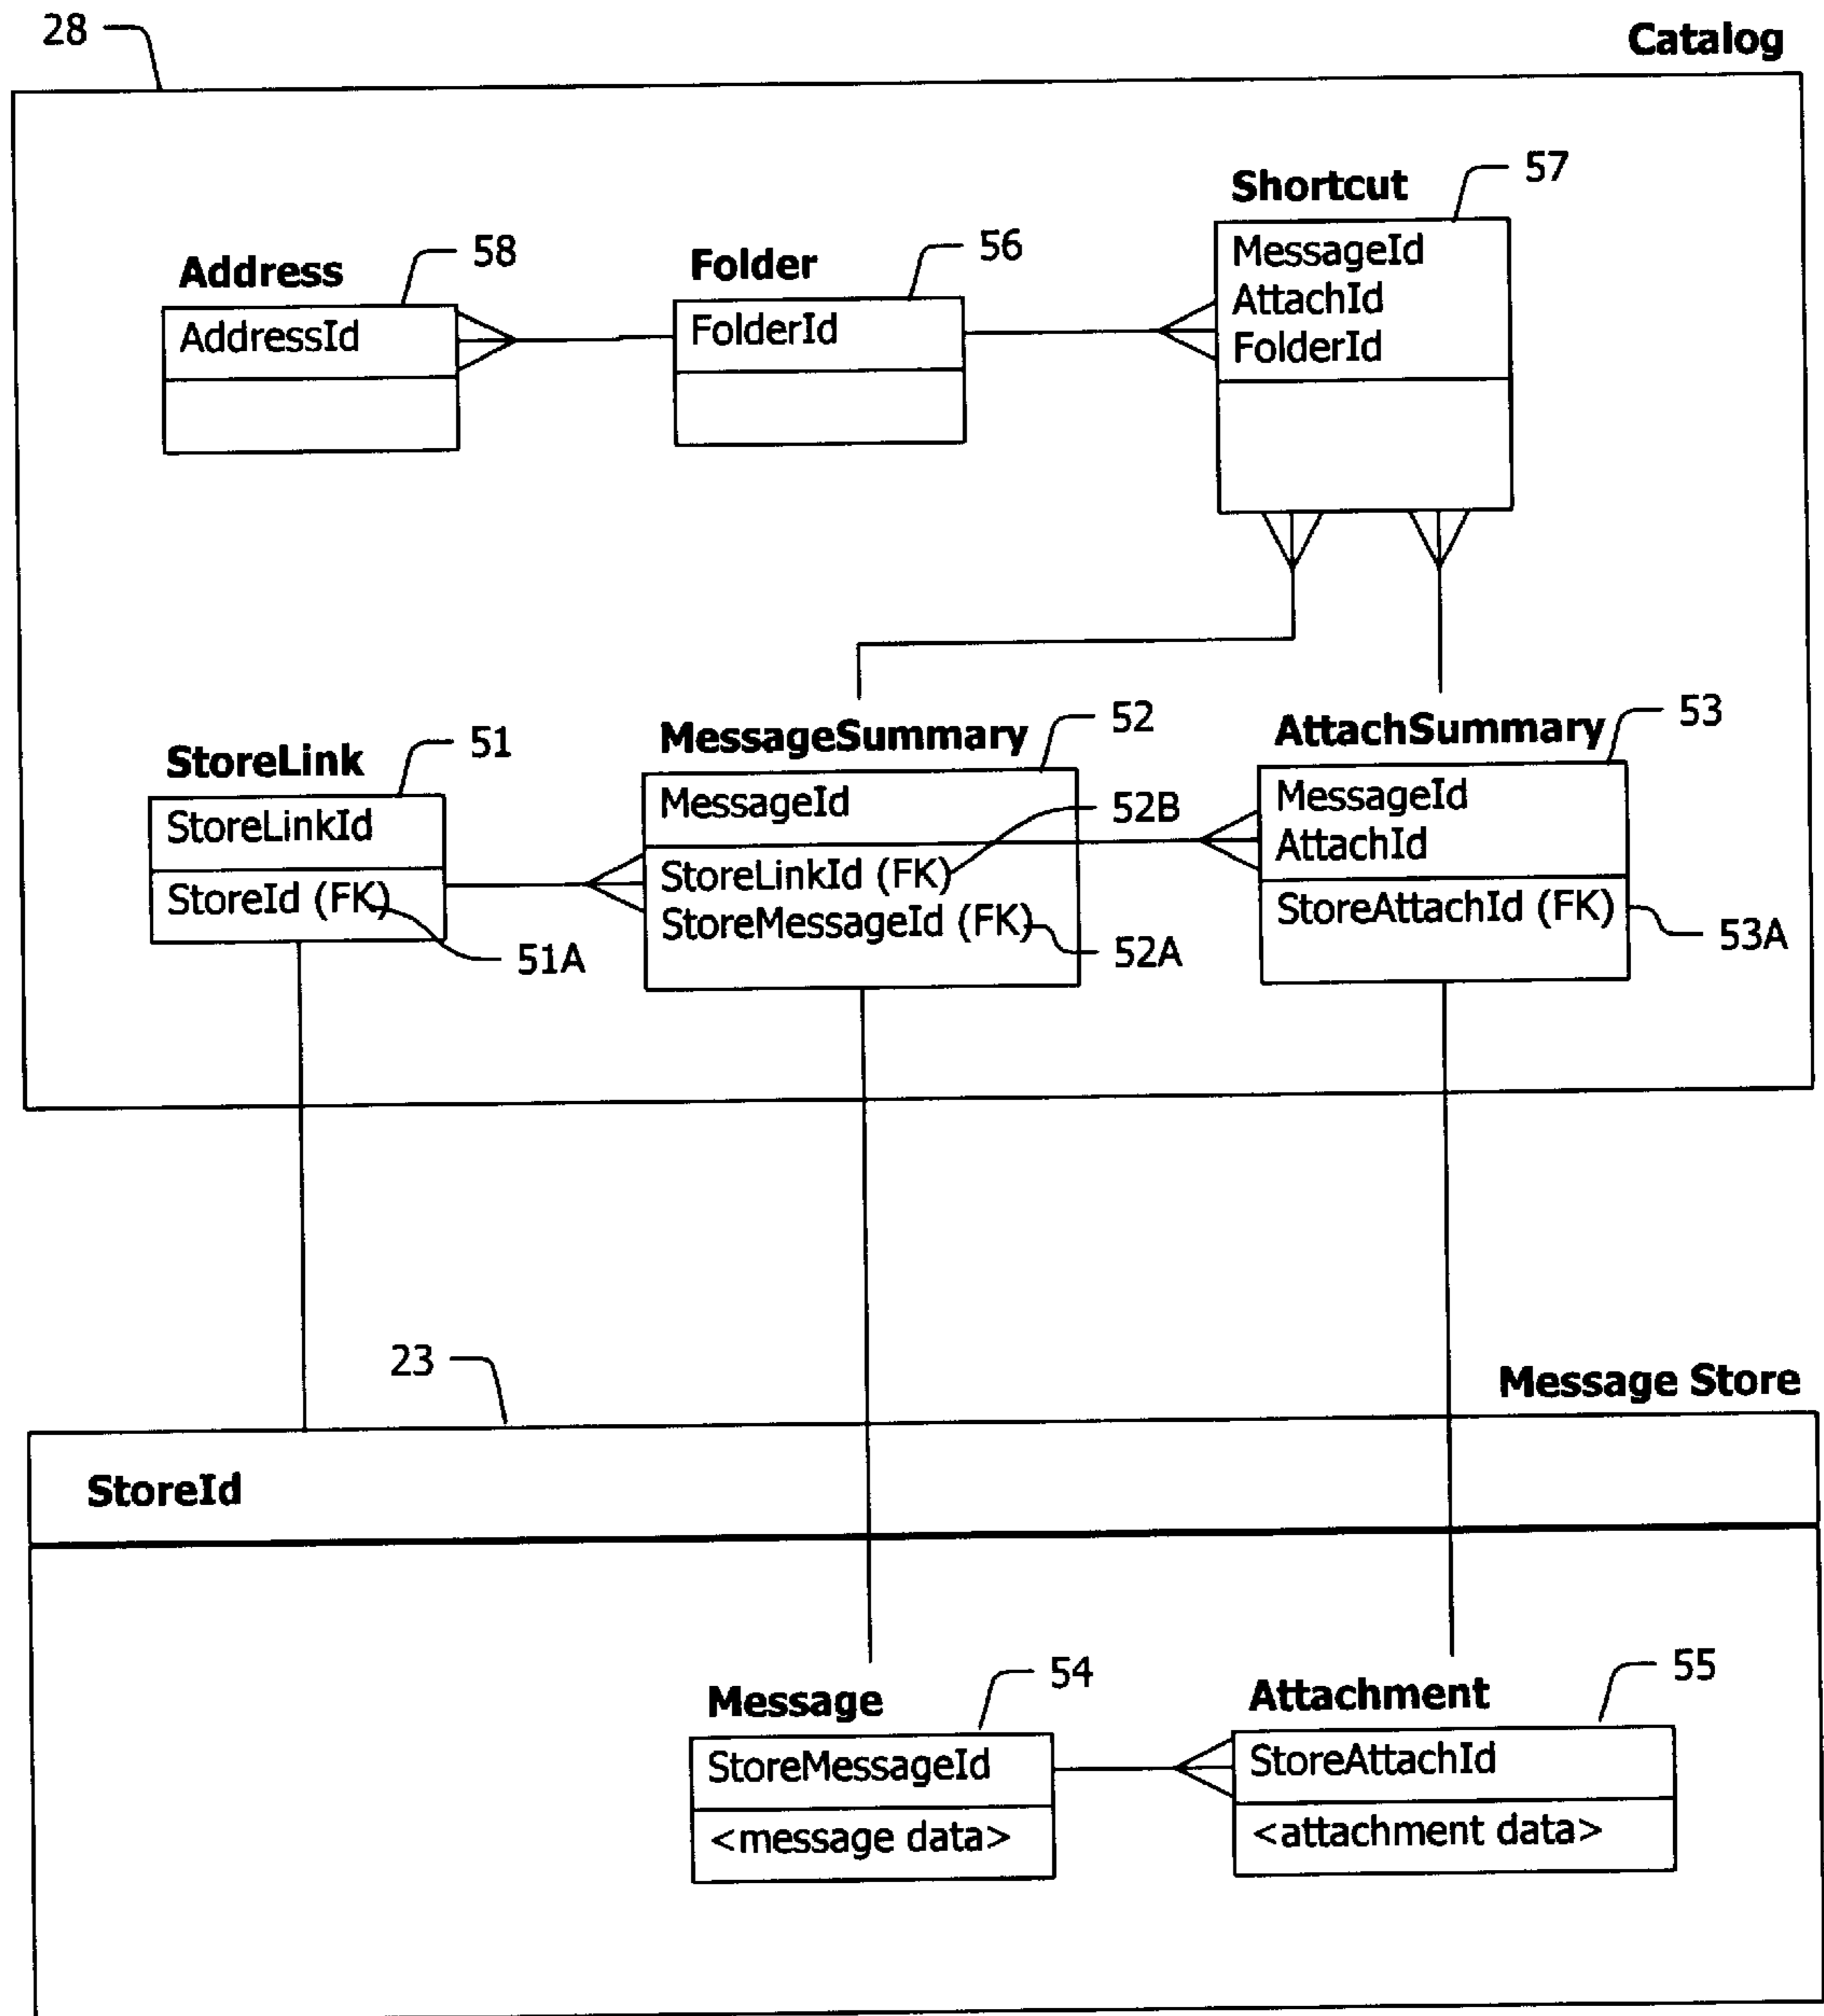 28
Catalog
Shortcut
57
MessageId
AttachId
FolderId
Address
58
AddressId
Folder
56
FolderId
StoreLink
51
StoreLinkId
StoreId (FK)
51A
MessageSummary
52
MessageId
52B
StoreLinkId (FK)
StoreMessageId (FK)
52A
AttachSummary
53
MessageId
AttachId
StoreAttachId (FK)
53A
23
Message Store
StoreId
Message
54
StoreMessageId
<message data>
Attachment
55
StoreAttachId
<attachment data>